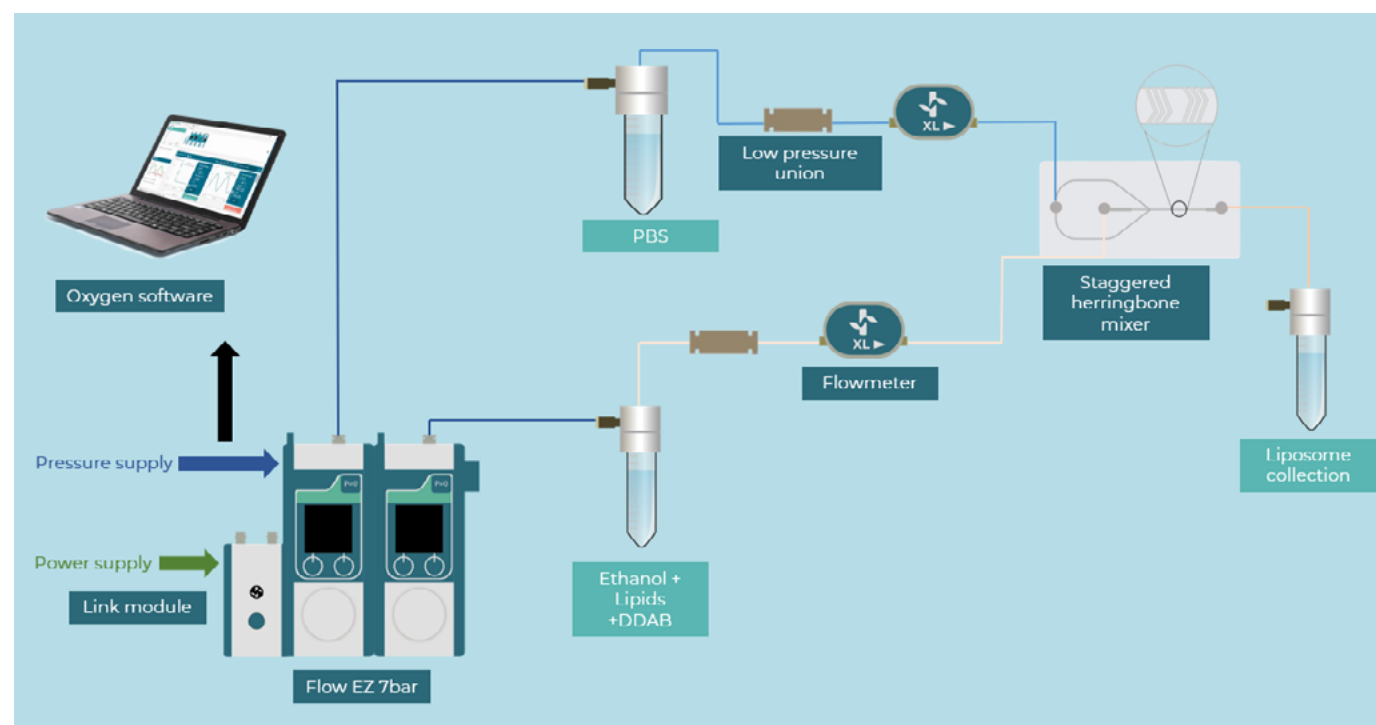 XL
Low pressure
union
PBS
Oxygen software
Staggered
herringbone
mixer
XL
Flowmeter
Pressure supply
Liposome
collection
Power supply
Link module
Ethanol +
Lipids
+DDAB
Flow EZ 7bar